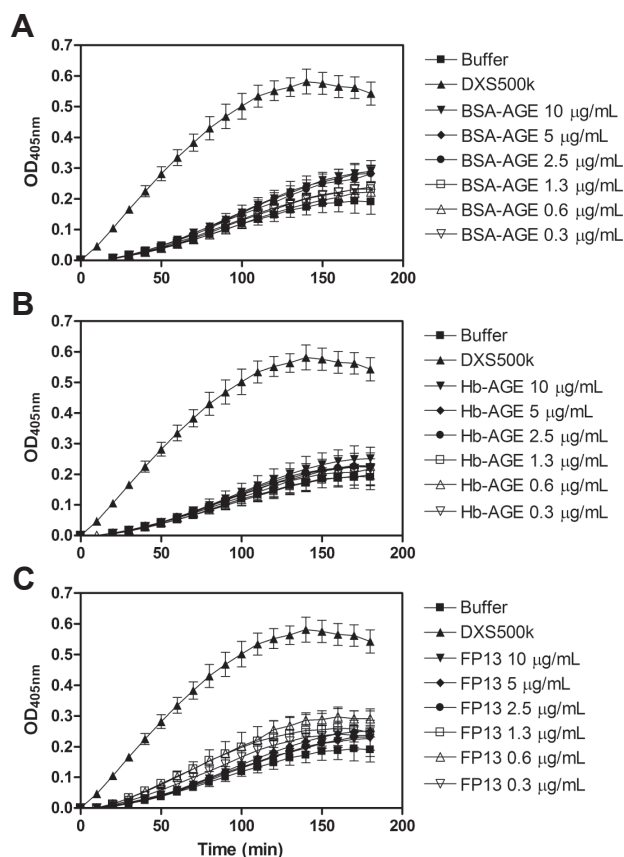 A
0.7
0.6
0.5
0.4
0.3
0.2
0.1
0.0
OD405nm
0
50
100
150
200
Buffer
DXS500k
BSA-AGE 10 μg/mL
BSA-AGE 5 μg/mL
BSA-AGE 2.5 μg/mL
BSA-AGE 1.3 μg/mL
BSA-AGE 0.6 μg/mL
BSA-AGE 0.3 μg/mL
B
0.7
0.6
0.5
0.4
0.3
0.2
0.1
0.0
OD405nm
0
50
100
150
200
Buffer
DXS500k
Hb-AGE 10 μg/mL
Hb-AGE 5 μg/mL
Hb-AGE 2.5 μg/mL
Hb-AGE 1.3 μg/mL
Hb-AGE 0.6 μg/mL
Hb-AGE 0.3 μg/mL
C
0.7
0.6
0.5
0.4
0.3
0.2
0.1
0.0
OD405nm
0
50
100
150
200
Time (min)
Buffer
DXS500k
FP13 10 μg/mL
FP13 5 μg/mL
FP13 2.5 μg/mL
FP13 1.3 μg/mL
FP13 0.6 μg/mL
FP13 0.3 μg/mL